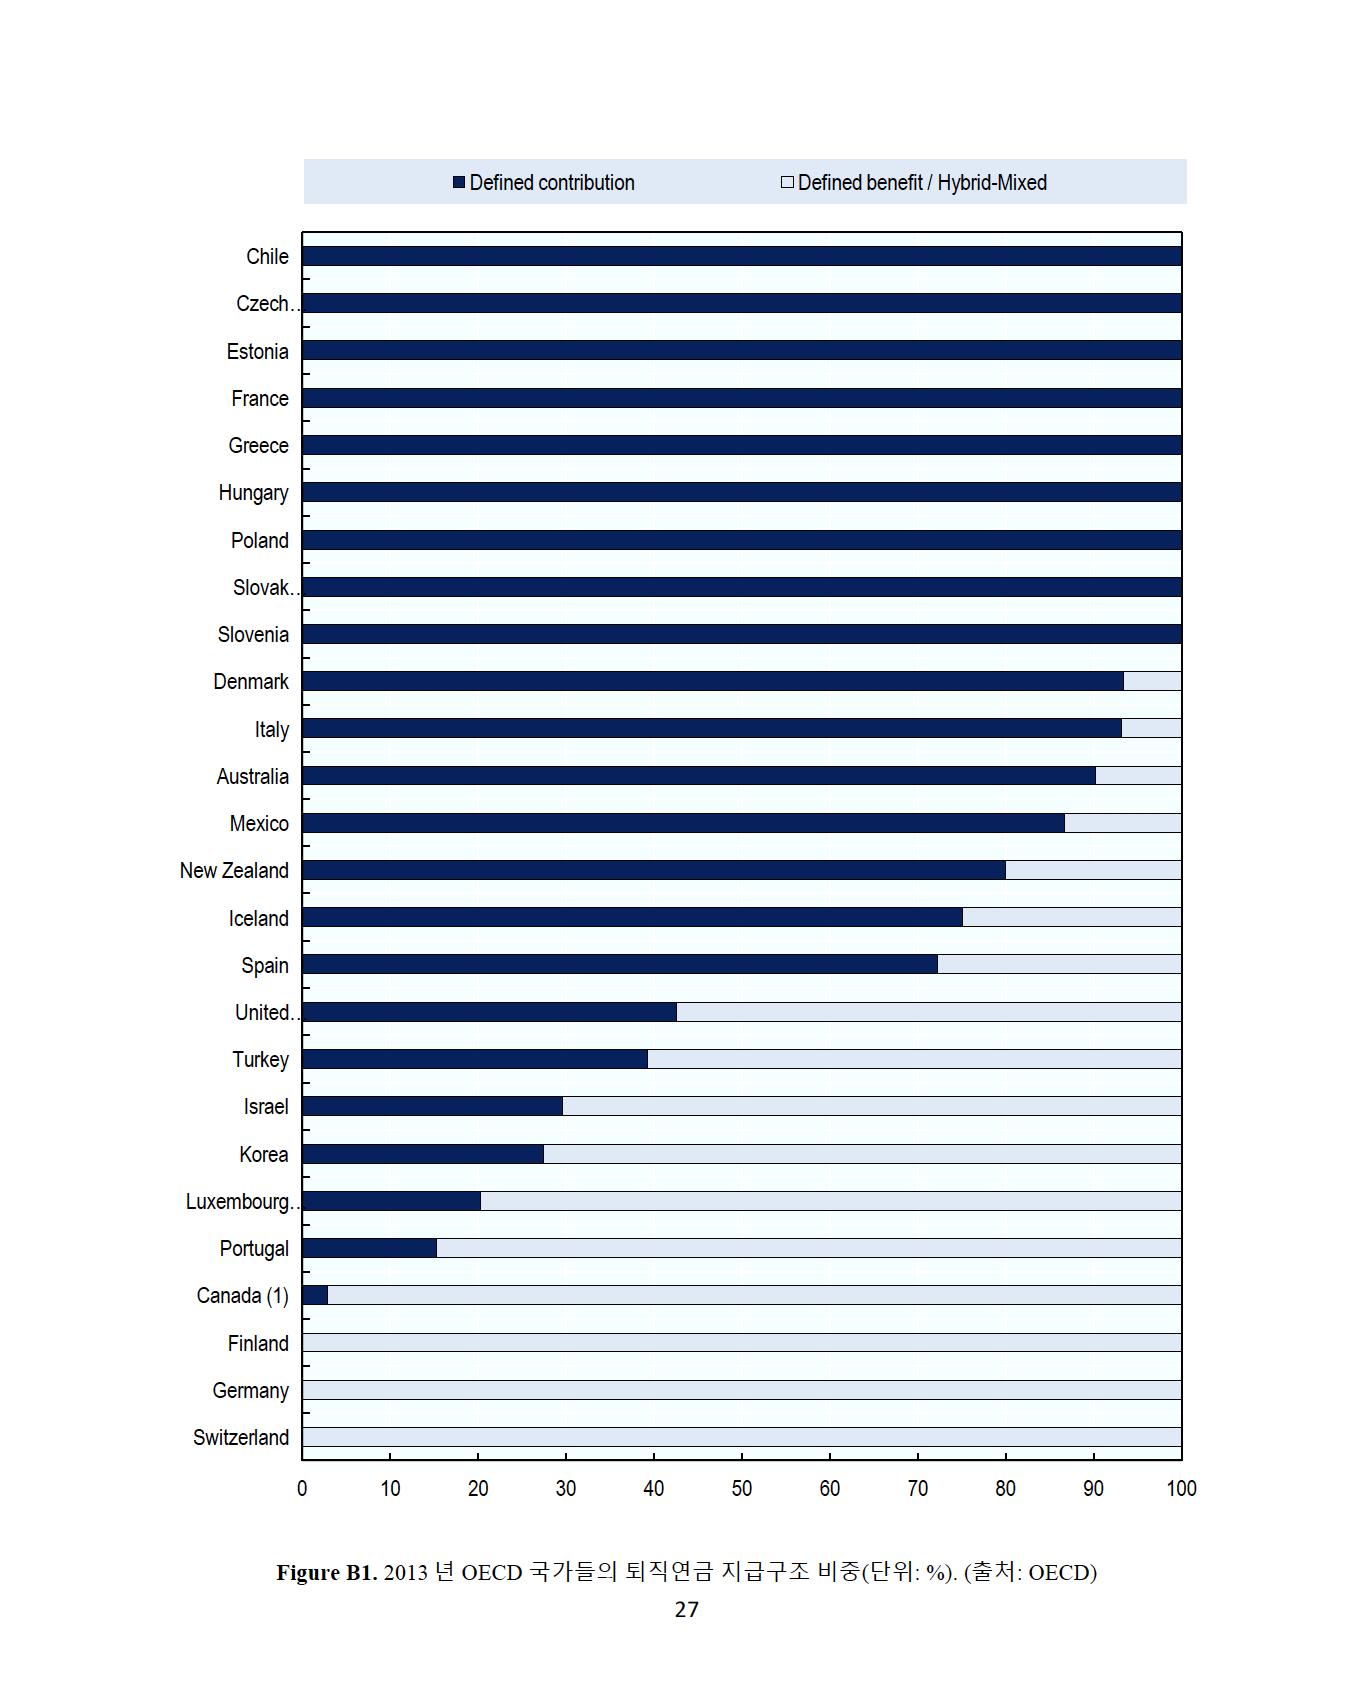 Defined contribution Defined benefit / Hybrid-Mixed
Chile
Czech…
Estonia
France
Greece
Hungary
Poland
Slovak…
Slovenia
Denmark
Italy
Australia
Mexico
New Zealand
Iceland
Spain
United…
Turkey
Israel
Korea
Luxembourg…
Portugal
Canada (1)
Finland
Germany
Switzerland
0 10 20 30 40 50 60 70 80 90 100
Figure B1. 2013 년 OECD 국가들의 퇴직연금 지급구조 비중(단위: %). (출처: OECD)
27